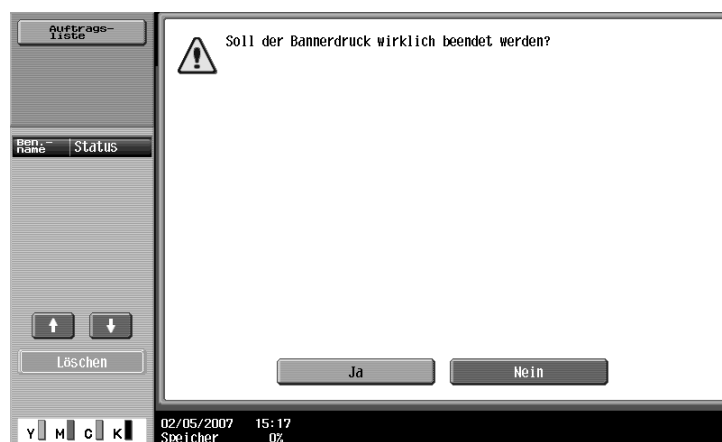 Auftrags-
liste
Soll der Bannerdruck wirklich beendet werden?
Ben.-
name
Status
Löschen
Ja
Nein
Y M C K
02/05/2007 15:17
Speicher 0%